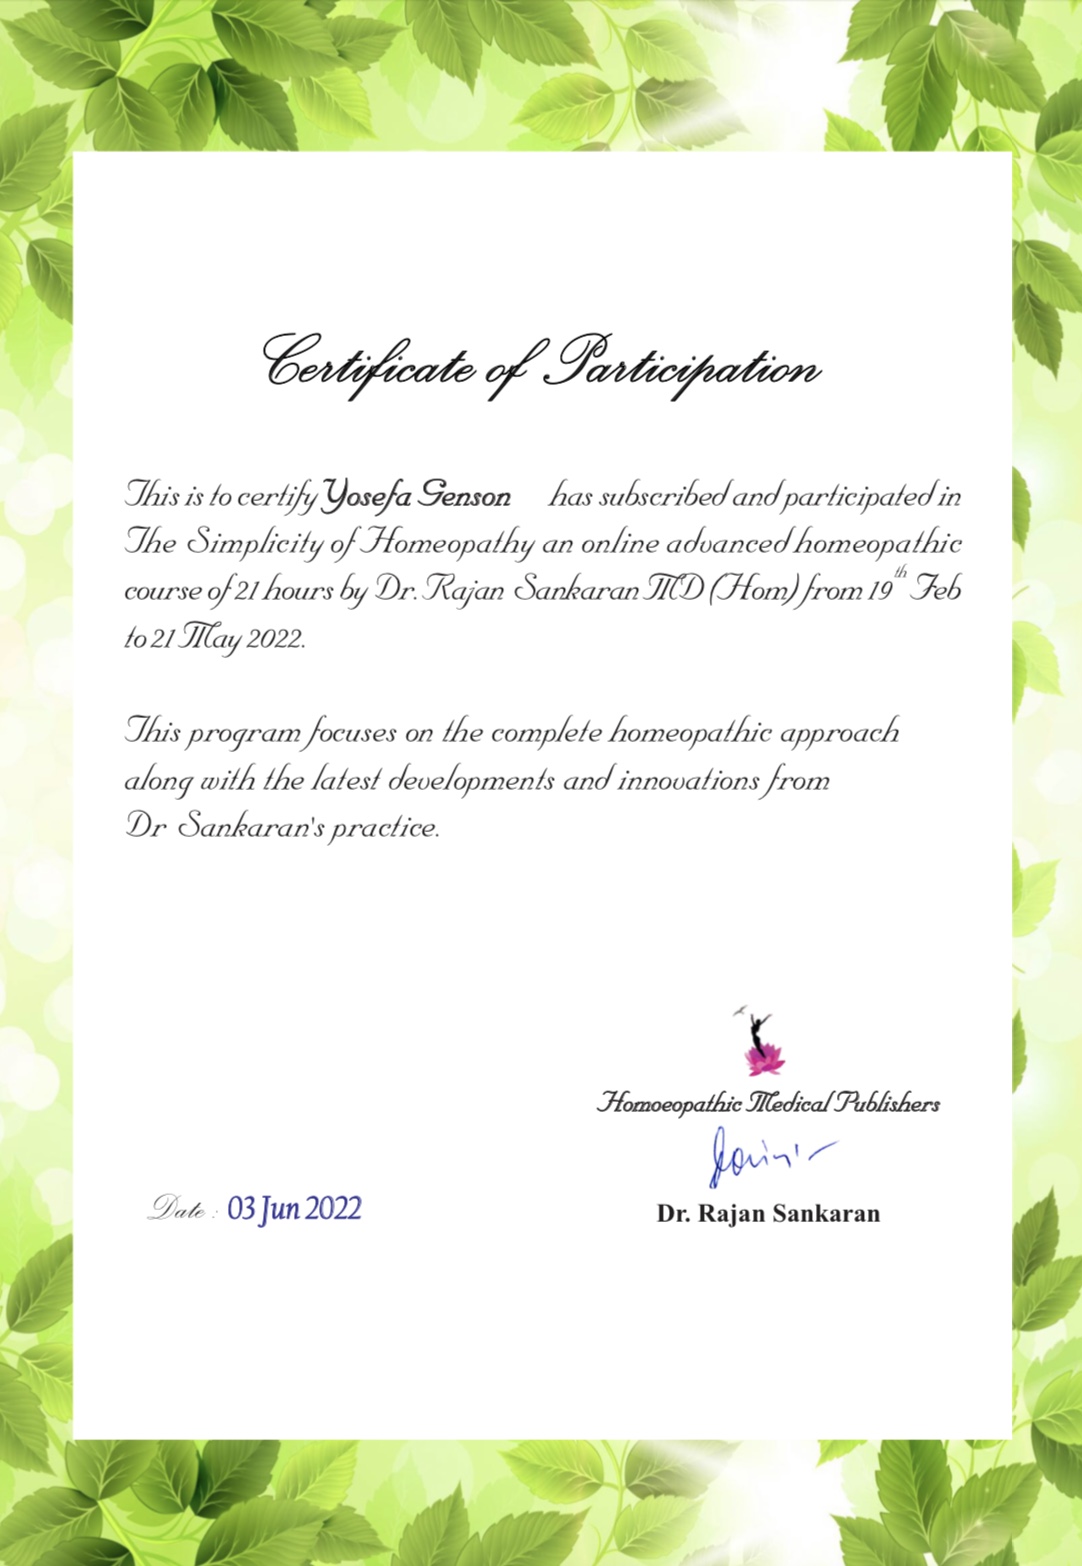 Certificate of Participation
This is to certify Yosefa Genson has subscribed and participated in
The Simplicity of Homeopathy an online advanced homeopathic
course of 21 hours by Dr. Rajan Sankaran MD (Hom) from 19th Feb
to 21 May 2022.
This program focuses on the complete homeopathic approach
along with the latest developments and innovations from
Dr Sankaran's practice.
Homoeopathic Medical Publishers
Date : 03 Jun 2022
Dr. Rajan Sankaran